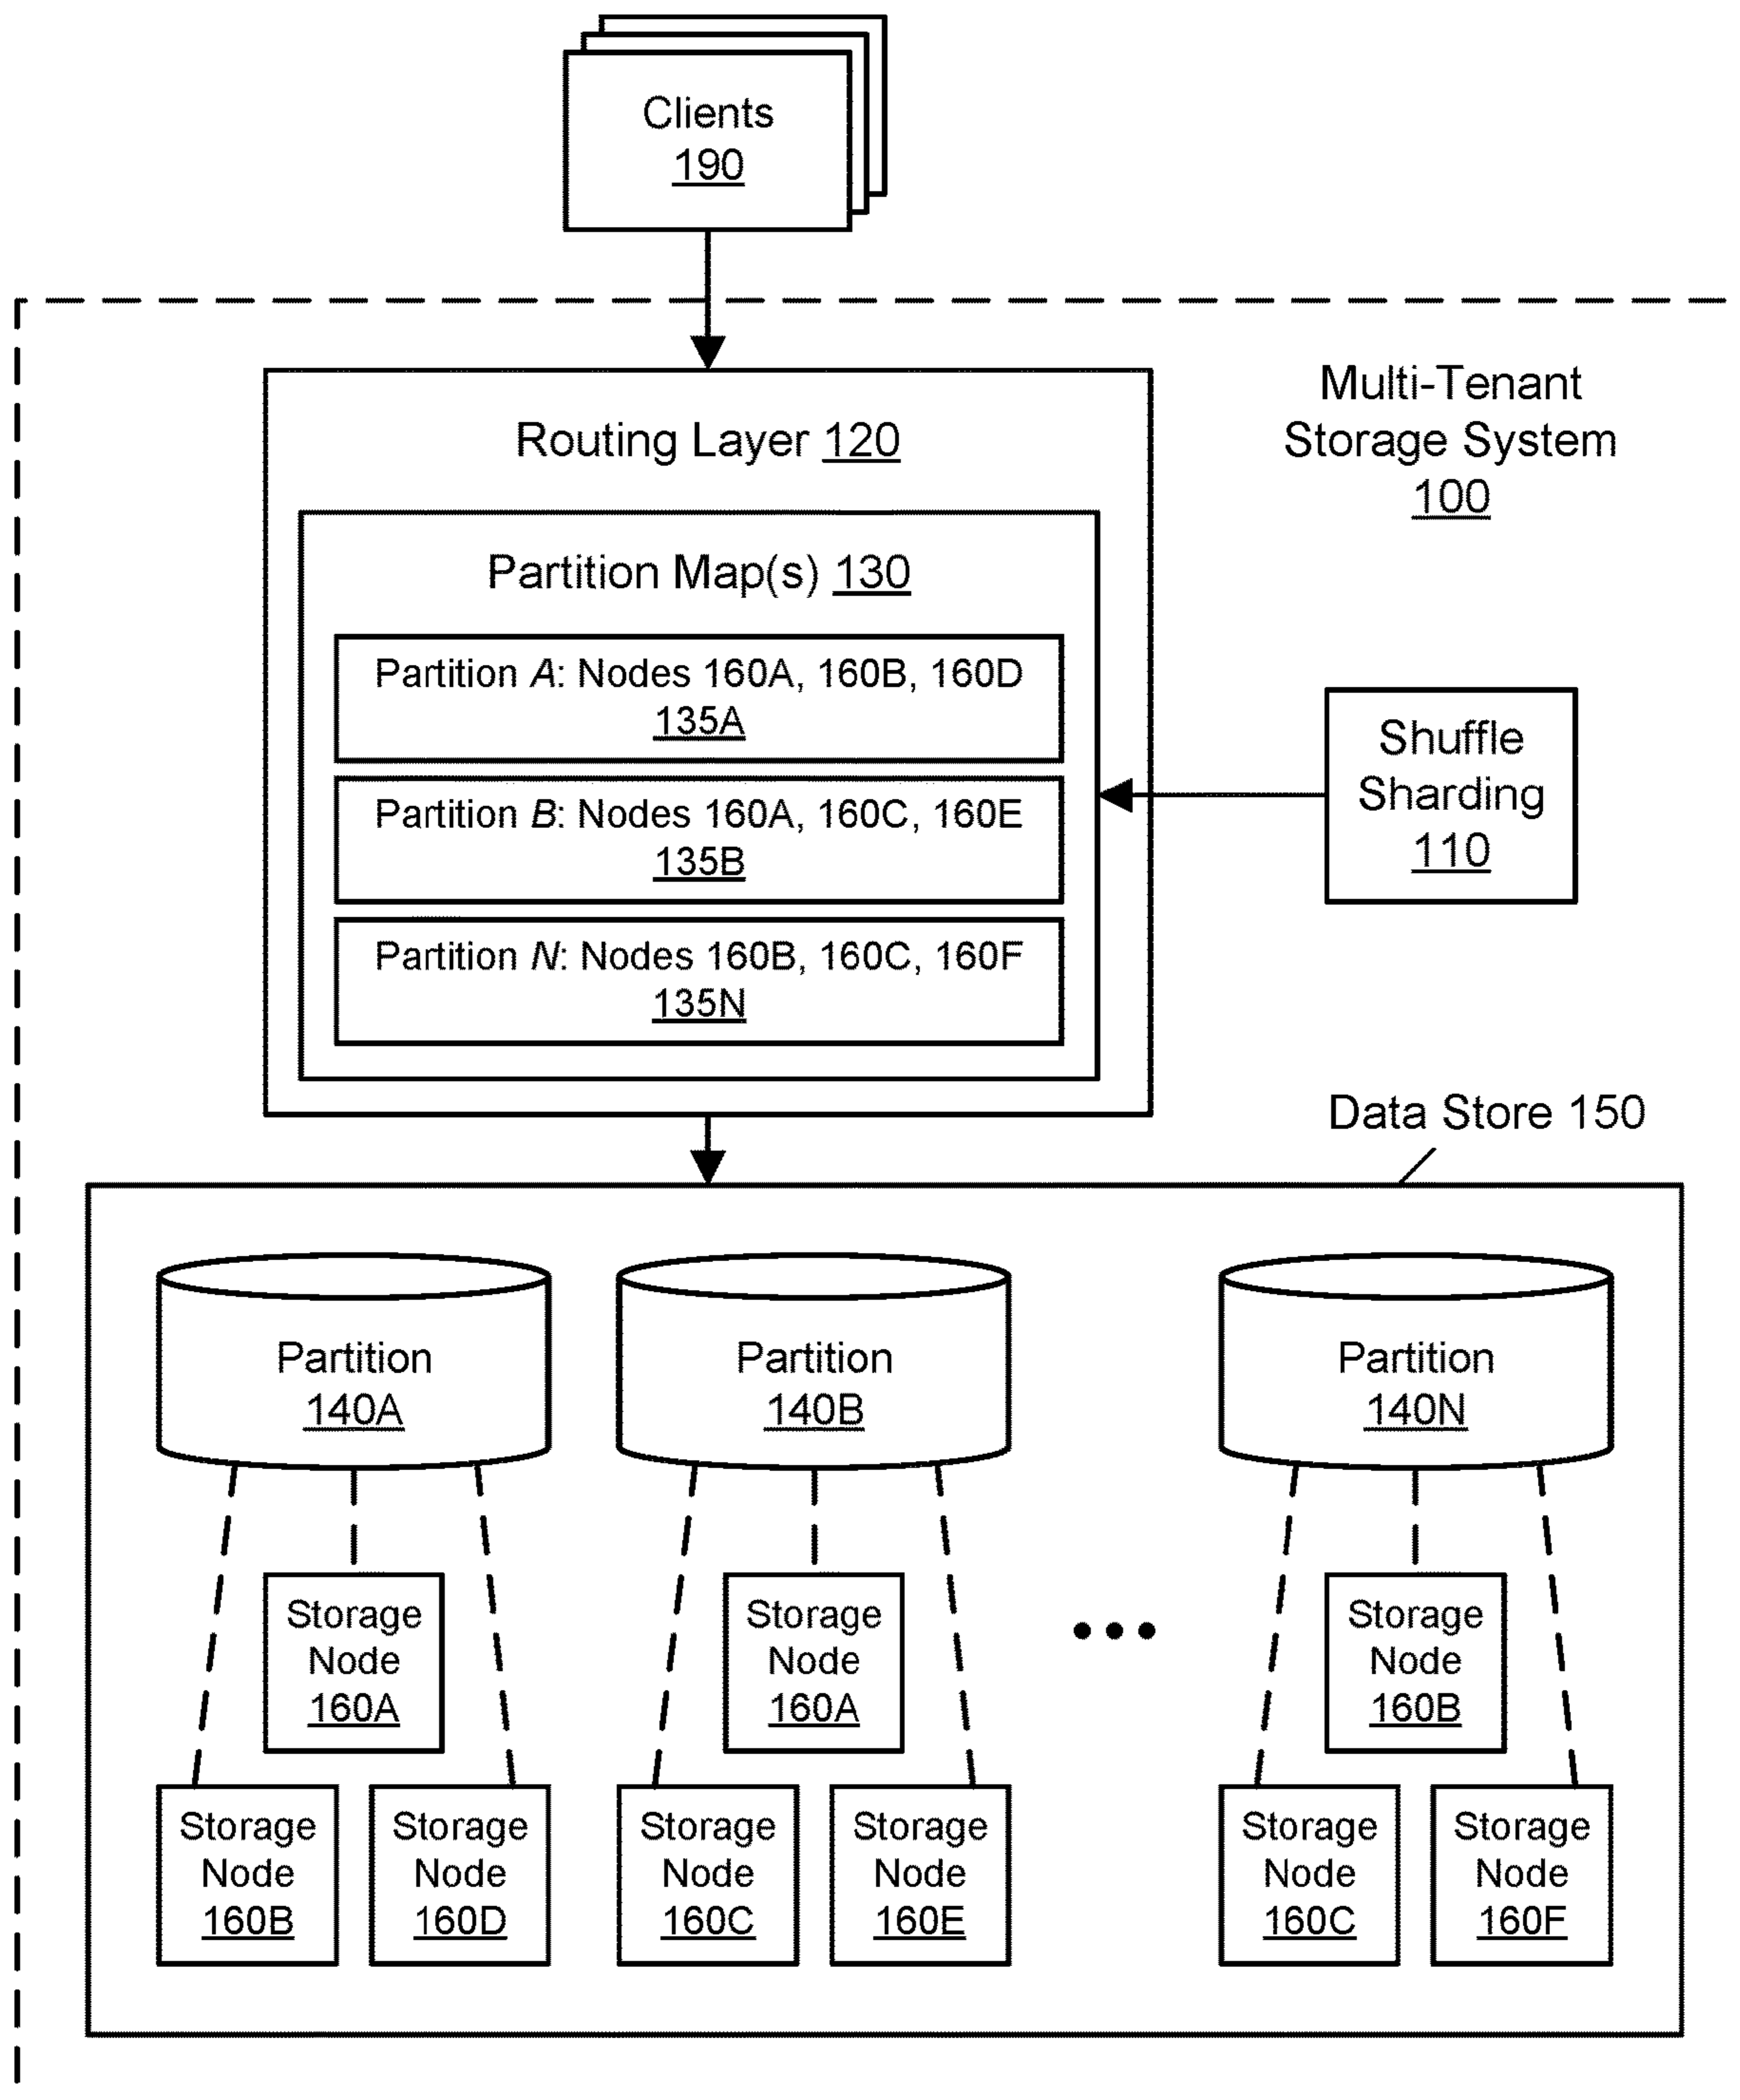 Clients
190
Multi-Tenant
Storage System
100
Routing Layer 120
Partition Map(s) 130
Partition A: Nodes 160A, 160B, 160D
135A
Partition B: Nodes 160A, 160C, 160E
135B
Partition N: Nodes 160B, 160C, 160F
135N
Shuffle
Sharding
110
Data Store 150
Partition
140A
Partition
140B
Partition
140N
Storage
Node
160A
Storage
Node
160A
Storage
Node
160B
Storage
Node
160B
Storage
Node
160D
Storage
Node
160C
Storage
Node
160E
Storage
Node
160C
Storage
Node
160F